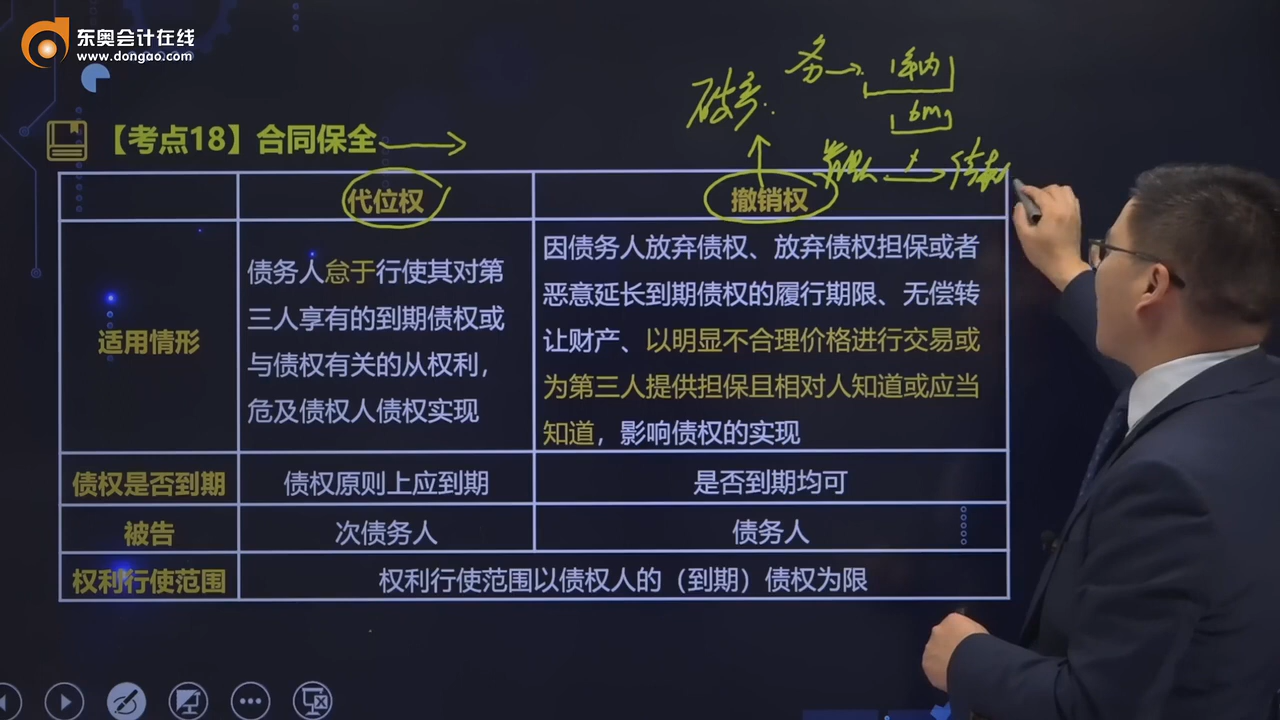 东奥会计在线
www.dongao.com
务 1年内
6m
破产
【考点18】合同保全
代位权
撤销权
适用情形
债务人怠于行使其对第
三人享有的到期债权或
与债权有关的从权利，
危及债权人债权实现
因债务人放弃债权、放弃债权担保或者
恶意延长到期债权的履行期限、无偿转
让财产、以明显不合理价格进行交易或
为第三人提供担保且相对人知道或应当
知道，影响债权的实现
债权是否到期
债权原则上应到期
是否到期均可
被告
次债务人
债务人
权利行使范围
权利行使范围以债权人的（到期）债权为限